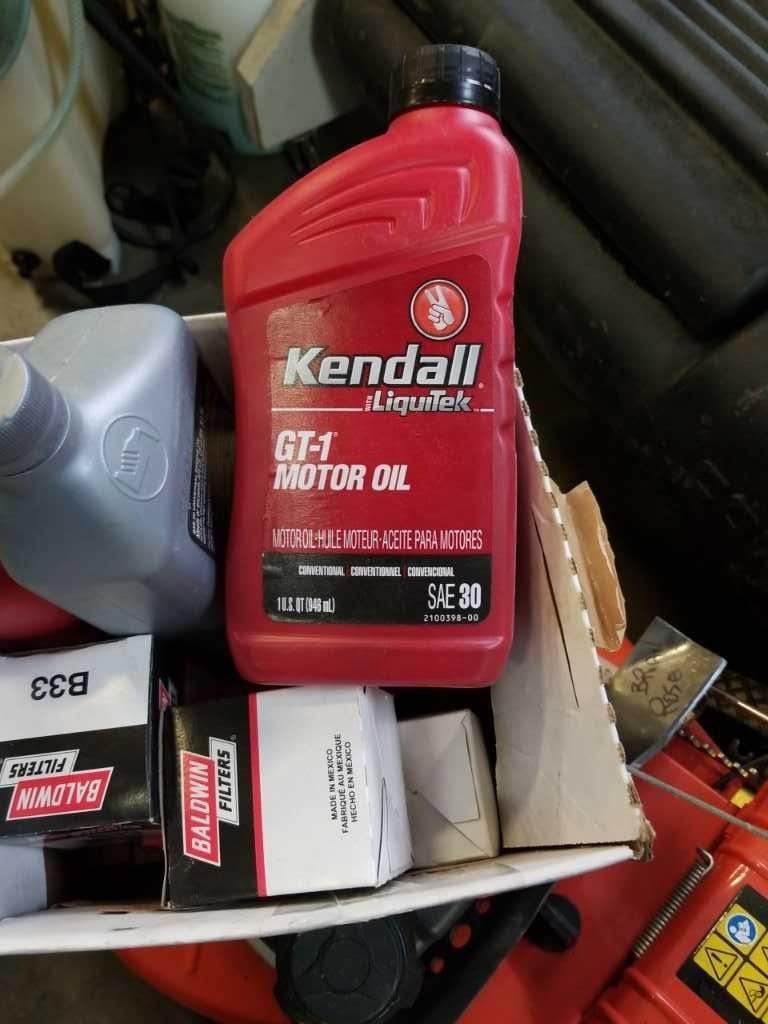 Kendall
WITH LiquiTek
GT-1®
MOTOR OIL
MOTOR OIL·HUILE MOTEUR·ACEITE PARA MOTORES
CONVENTIONAL | CONVENTIONNEL | CONVENCIONAL
1 U.S. QT (946 mL)
SAE 30
2100398-00
B33
BALDWIN
FILTERS
BALDWIN
FILTERS
MADE IN MEXICO
FABRIQUÉ AU MEXIQUE
HECHO EN MÉXICO